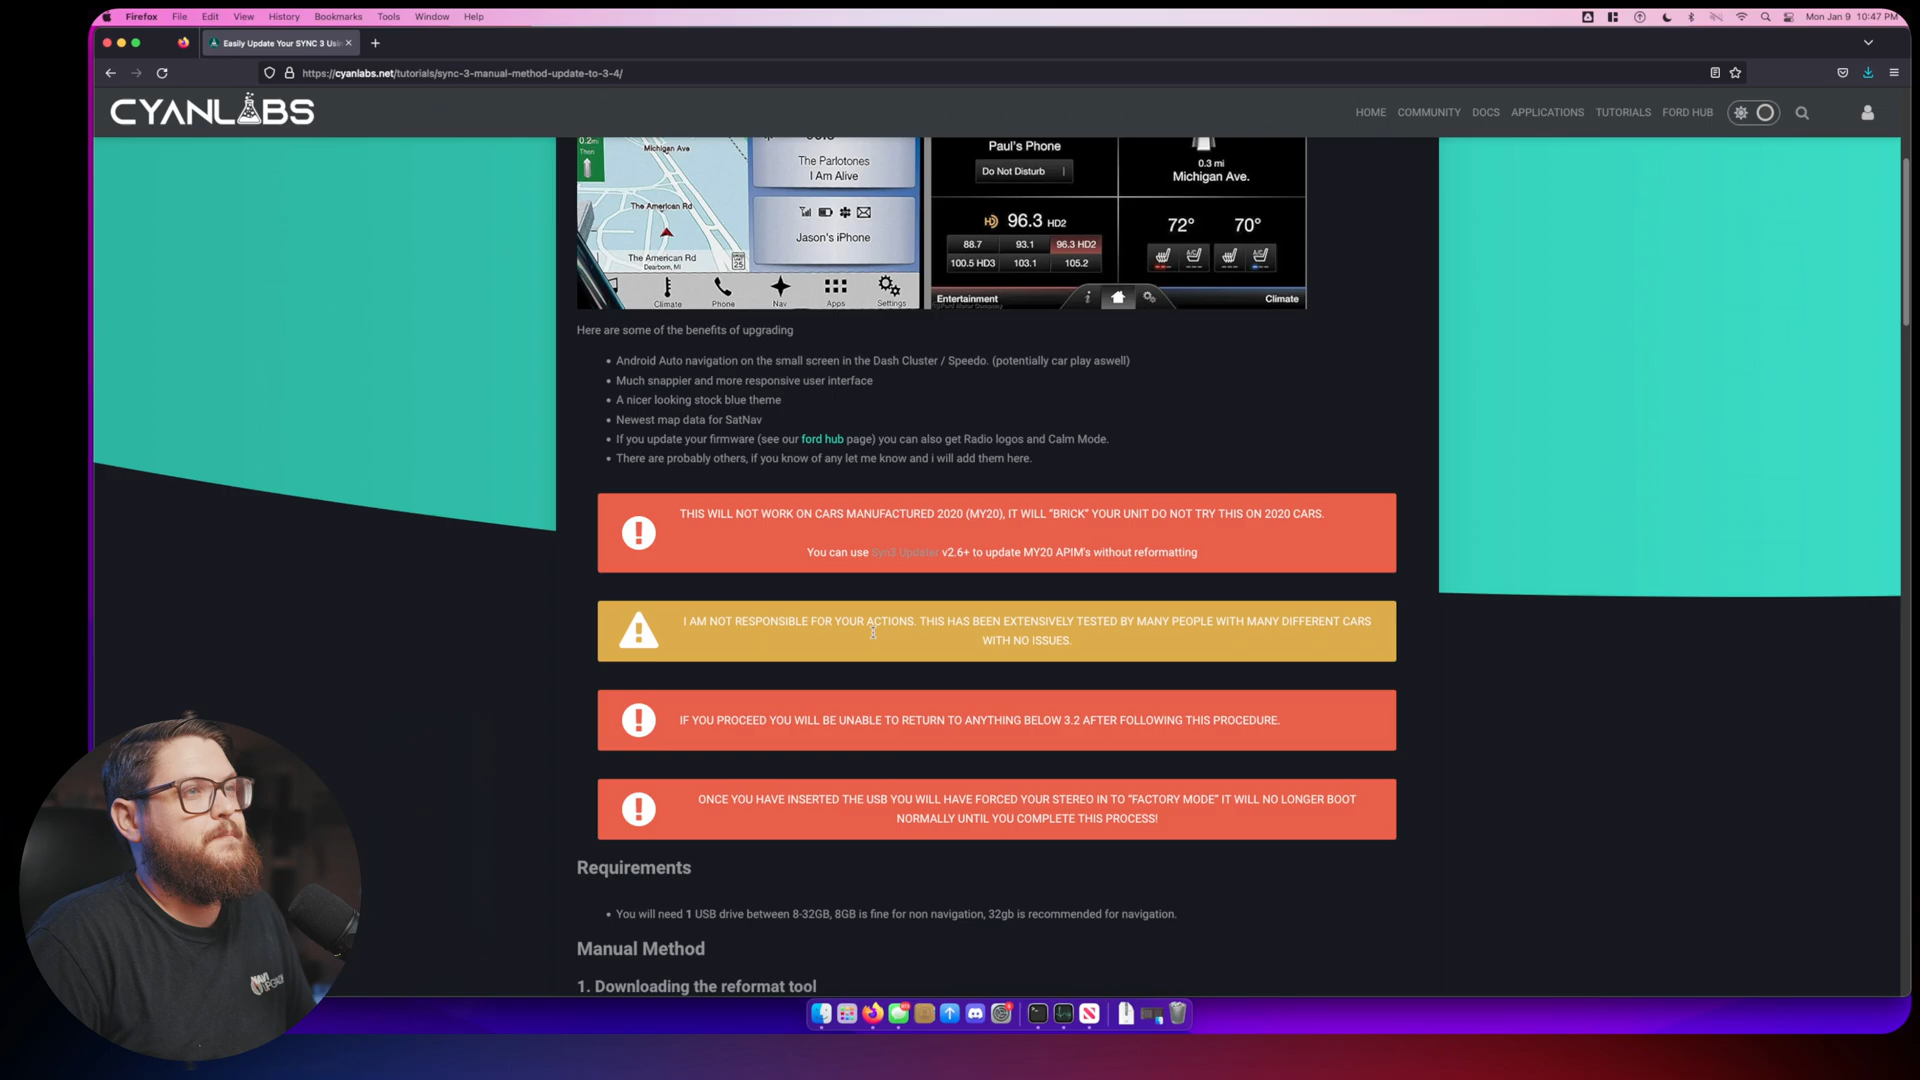 Firefox File Edit View History Bookmarks Tools Window Help Mon Jan 9 10:47 PM
Easily Update Your SYNC 3 Usin
https://cyanlabs.net/tutorials/sync-3-manual-method-update-to-3-4/
CYANLABS HOME COMMUNITY DOCS APPLICATIONS TUTORIALS FORD HUB
0.2mi
Then
Michigan Ave
The American Rd
The American Rd
Dearborn, MI
SPEED
LIMIT
25
The Parlotones
I Am Alive
Jason's iPhone
Climate Phone Nav Apps Settings
Paul's Phone
Do Not Disturb
0.3 mi
Michigan Ave.
96.3 HD2
88.7 93.1 96.3 HD2
100.5 HD3 103.1 105.2
72° 70°
A/C A/C
Entertainment Climate
Here are some of the benefits of upgrading
• Android Auto navigation on the small screen in the Dash Cluster / Speedo. (potentially car play aswell)
• Much snappier and more responsive user interface
• A nicer looking stock blue theme
• Newest map data for SatNav
• If you update your firmware (see our ford hub page) you can also get Radio logos and Calm Mode.
• There are probably others, if you know of any let me know and i will add them here.
THIS WILL NOT WORK ON CARS MANUFACTURED 2020 (MY20), IT WILL “BRICK” YOUR UNIT DO NOT TRY THIS ON 2020 CARS.
You can use Syn3 Updater v2.6+ to update MY20 APIM's without reformatting
I AM NOT RESPONSIBLE FOR YOUR ACTIONS. THIS HAS BEEN EXTENSIVELY TESTED BY MANY PEOPLE WITH MANY DIFFERENT CARS
WITH NO ISSUES.
IF YOU PROCEED YOU WILL BE UNABLE TO RETURN TO ANYTHING BELOW 3.2 AFTER FOLLOWING THIS PROCEDURE.
ONCE YOU HAVE INSERTED THE USB YOU WILL HAVE FORCED YOUR STEREO IN TO “FACTORY MODE” IT WILL NO LONGER BOOT
NORMALLY UNTIL YOU COMPLETE THIS PROCESS!
Requirements
• You will need 1 USB drive between 8-32GB, 8GB is fine for non navigation, 32gb is recommended for navigation.
Manual Method
1. Downloading the reformat tool
NAVI
UPGRADE